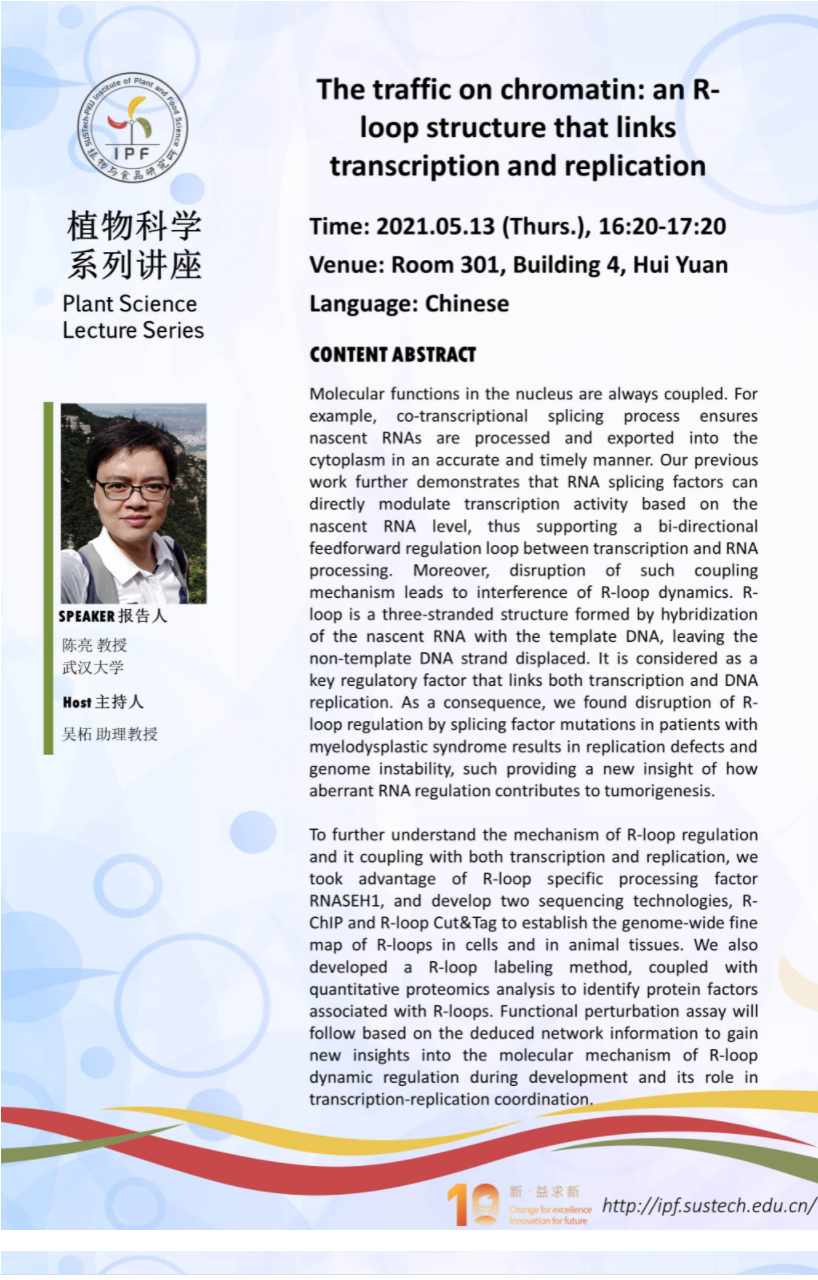 SUSTech-PKU Institute of Plant and Food Science
IPF
植物与食品研究所
植物科学
系列讲座
Plant Science
Lecture Series
SPEAKER 报告人
陈亮 教授
武汉大学
Host 主持人
吴柘 助理教授
The traffic on chromatin: an R-
loop structure that links
transcription and replication
Time: 2021.05.13 (Thurs.), 16:20-17:20
Venue: Room 301, Building 4, Hui Yuan
Language: Chinese
CONTENT ABSTRACT
Molecular functions in the nucleus are always coupled. For
example, co-transcriptional splicing process ensures
nascent RNAs are processed and exported into the
cytoplasm in an accurate and timely manner. Our previous
work further demonstrates that RNA splicing factors can
directly modulate transcription activity based on the
nascent RNA level, thus supporting a bi-directional
feedforward regulation loop between transcription and RNA
processing. Moreover, disruption of such coupling
mechanism leads to interference of R-loop dynamics. R-
loop is a three-stranded structure formed by hybridization
of the nascent RNA with the template DNA, leaving the
non-template DNA strand displaced. It is considered as a
key regulatory factor that links both transcription and DNA
replication. As a consequence, we found disruption of R-
loop regulation by splicing factor mutations in patients with
myelodysplastic syndrome results in replication defects and
genome instability, such providing a new insight of how
aberrant RNA regulation contributes to tumorigenesis.
To further understand the mechanism of R-loop regulation
and it coupling with both transcription and replication, we
took advantage of R-loop specific processing factor
RNASEH1, and develop two sequencing technologies, R-
ChIP and R-loop Cut&Tag to establish the genome-wide fine
map of R-loops in cells and in animal tissues. We also
developed a R-loop labeling method, coupled with
quantitative proteomics analysis to identify protein factors
associated with R-loops. Functional perturbation assay will
follow based on the deduced network information to gain
new insights into the molecular mechanism of R-loop
dynamic regulation during development and its role in
transcription-replication coordination.
10
新·益求新
Change for excellence
Innovation for future
http://ipf.sustech.edu.cn/